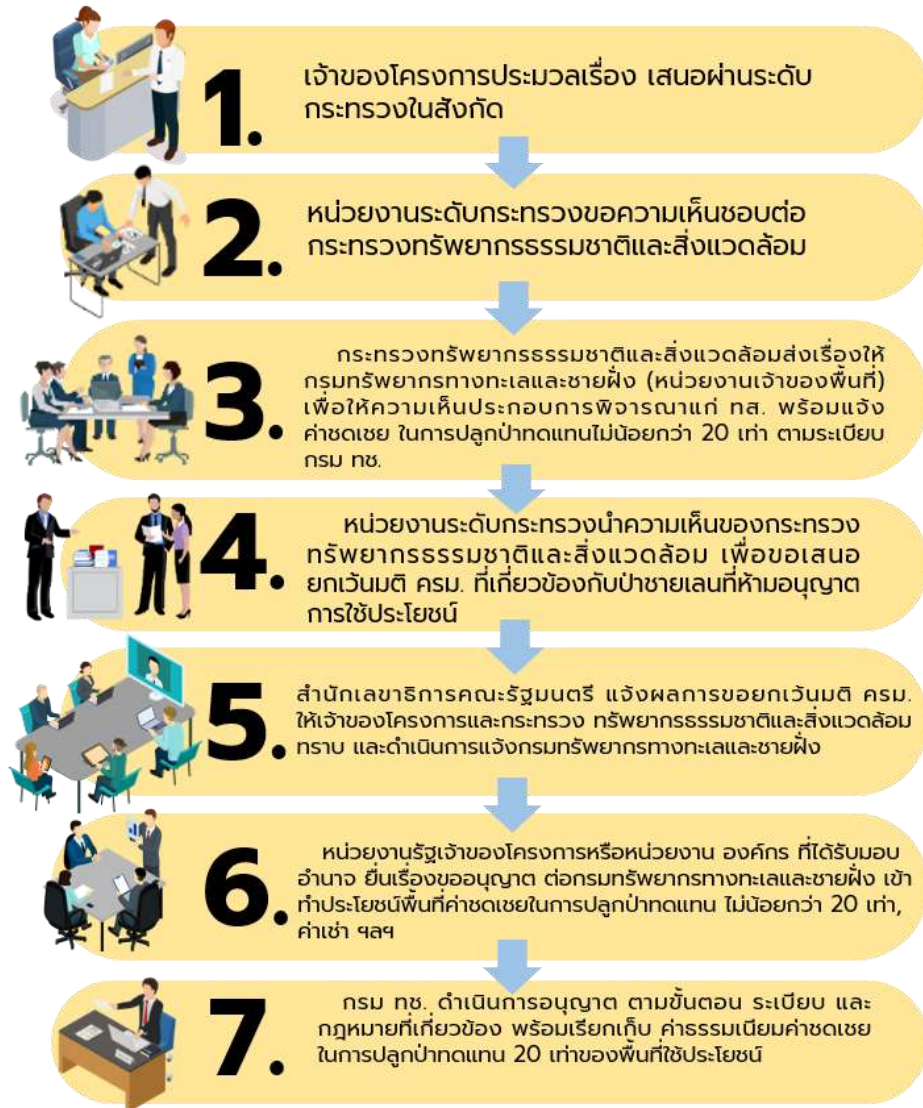 1.
เจ้าของโครงการประมวลเรื่อง เสนอผ่านระดับ
กระทรวงในสังกัด
2.
หน่วยงานระดับกระทรวงขอความเห็นชอบต่อ
กระทรวงทรัพยากรธรรมชาติและสิ่งแวดล้อม
3.
กระทรวงทรัพยากรธรรมชาติและสิ่งแวดล้อมส่งเรื่องให้
กรมทรัพยากรทางทะเลและชายฝั่ง (หน่วยงานเจ้าของพื้นที่)
เพื่อให้ความเห็นประกอบการพิจารณาแก่ ทส. พร้อมแจ้ง
ค่าชดเชย ในการปลูกป่าทดแทนไม่น้อยกว่า 20 เท่า ตามระเบียบ
กรม ทช.
4.
หน่วยงานระดับกระทรวงนำความเห็นของกระทรวง
ทรัพยากรธรรมชาติและสิ่งแวดล้อม เพื่อขอเสนอ
ยกเว้นมติ ครม. ที่เกี่ยวข้องกับป่าชายเลนที่ห้ามอนุญาต
การใช้ประโยชน์
5.
สำนักเลขาธิการคณะรัฐมนตรี แจ้งผลการขอยกเว้นมติ ครม.
ให้เจ้าของโครงการและกระทรวง ทรัพยากรธรรมชาติและสิ่งแวดล้อม
ทราบ และดำเนินการแจ้งกรมทรัพยากรทางทะเลและชายฝั่ง
6.
หน่วยงานรัฐเจ้าของโครงการหรือหน่วยงาน องค์กร ที่ได้รับมอบ
อำนาจ ยื่นเรื่องขออนุญาต ต่อกรมทรัพยากรทางทะเลและชายฝั่ง เข้า
ทำประโยชน์พื้นที่ค่าชดเชยในการปลูกป่าทดแทน ไม่น้อยกว่า 20 เท่า,
ค่าเช่า ฯลฯ
7.
กรม ทช. ดำเนินการอนุญาต ตามขั้นตอน ระเบียบ และ
กฎหมายที่เกี่ยวข้อง พร้อมเรียกเก็บ ค่าธรรมเนียมค่าชดเชย
ในการปลูกป่าทดแทน 20 เท่าของพื้นที่ใช้ประโยชน์